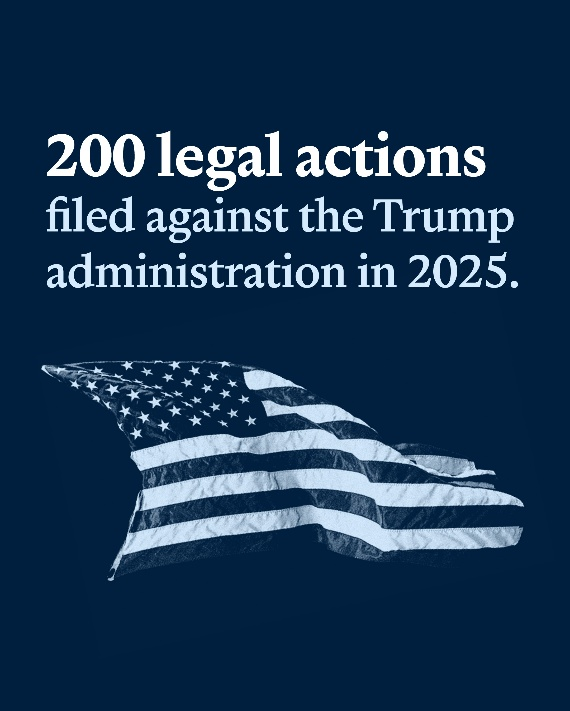 200 legal actions
filed against the Trump
administration in 2025.